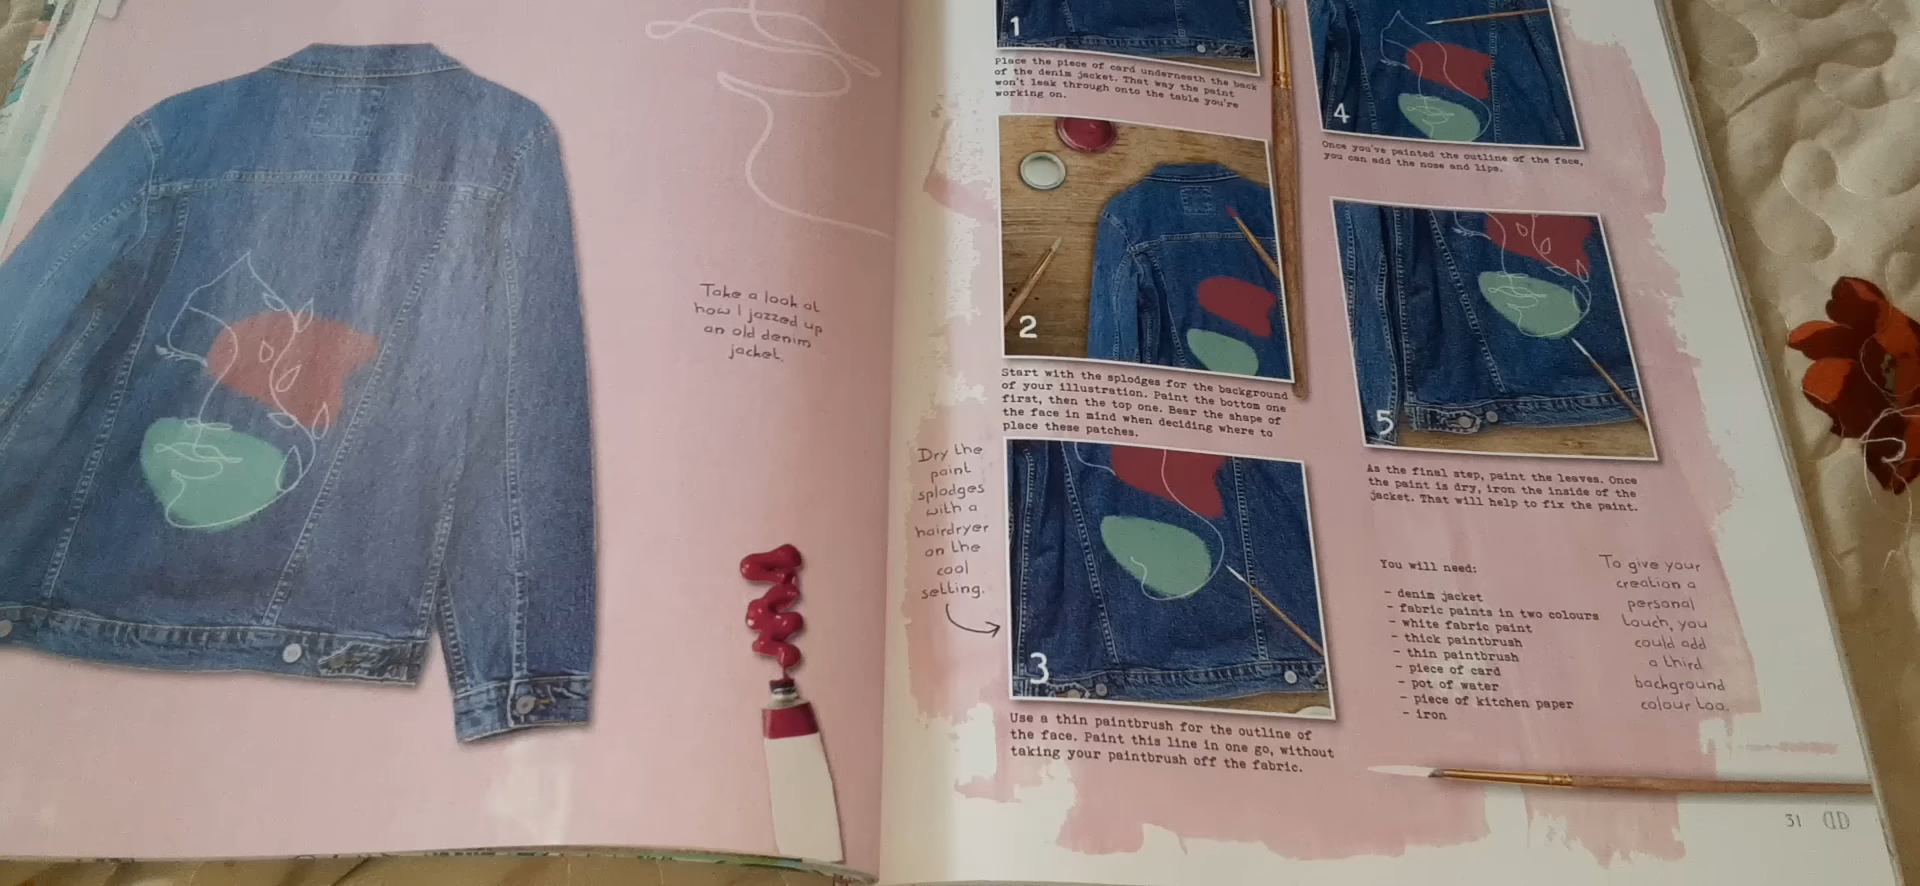 Take a look at
how I jazzed up
an old denim
jacket.
1
Place the piece of card underneath the back
of the denim jacket. That way the paint
won't leak through onto the table you're
working on.
2
Start with the splodges for the background
of your illustration. Paint the bottom one
first, then the top one. Bear the shape of
the face in mind when deciding where to
place these patches.
Dry the
paint
splodges
with a
hairdryer
on the
cool
setting.
3
Use a thin paintbrush for the outline of
the face. Paint this line in one go, without
taking your paintbrush off the fabric.
4
Once you've painted the outline of the face,
you can add the nose and lips.
5
As the final step, paint the leaves. Once
the paint is dry, iron the inside of the
jacket. That will help to fix the paint.
You will need:
- denim jacket
- fabric paints in two colours
- white fabric paint
- thick paintbrush
- thin paintbrush
- piece of card
- pot of water
- piece of kitchen paper
- iron
To give your
creation a
personal
touch, you
could add
a third
background
colour too.
31